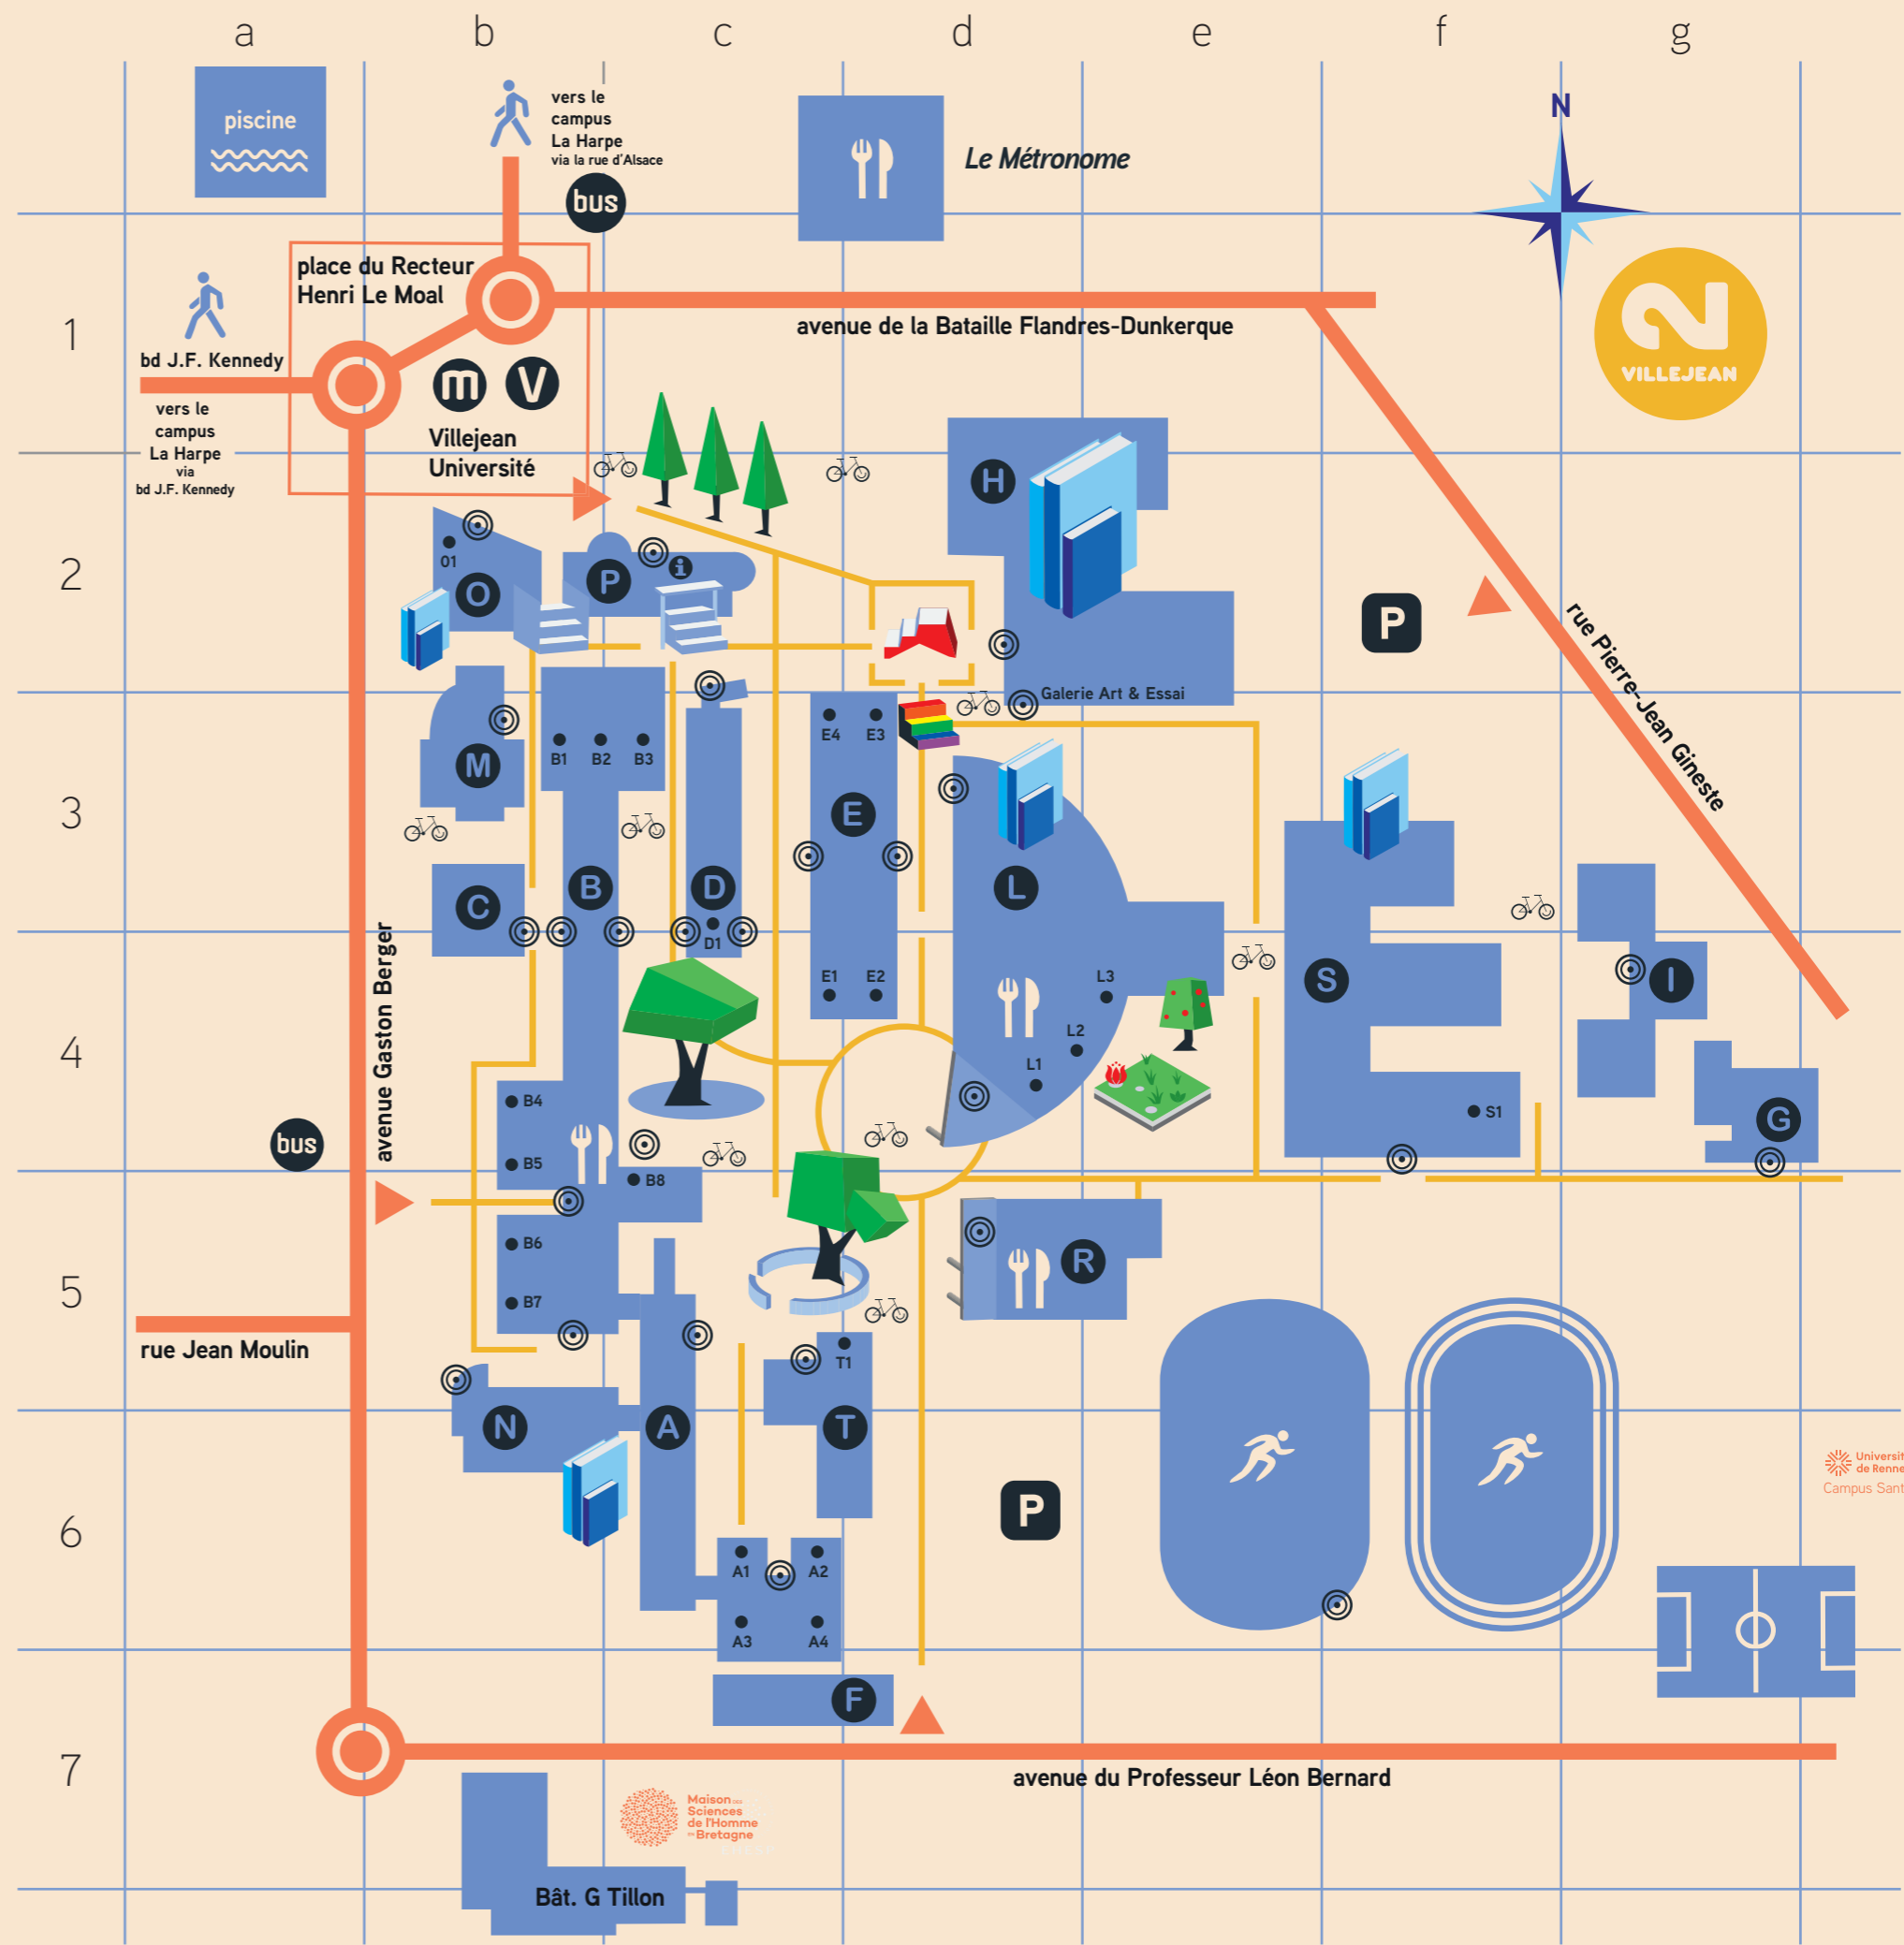 a b c d e f g
piscine
vers le
campus
La Harpe
via la rue d'Alsace
bus
Le Métronome
N
1
place du Recteur
Henri Le Moal
avenue de la Bataille Flandres-Dunkerque
VILLEJEAN
bd J.F. Kennedy
vers le
campus
La Harpe
via
bd J.F. Kennedy
m V
Villejean
Université
H
2
O1
O
P
i
P
rue Pierre-Jean Gineste
Galerie Art & Essai
3
M
B1 B2 B3
E4 E3
E
C
B
D
D1
L
4
avenue Gaston Berger
E1 E2
L3
L2
L1
S
S1
I
G
bus
B4
B5
B8
5
B6
B7
R
rue Jean Moulin
T1
N
A
T
6
P
A1 A2
A3 A4
Campus
F
7
avenue du Professeur Léon Bernard
Maison DES
Sciences
de l'Homme
EN Bretagne
Bât. G Tillon